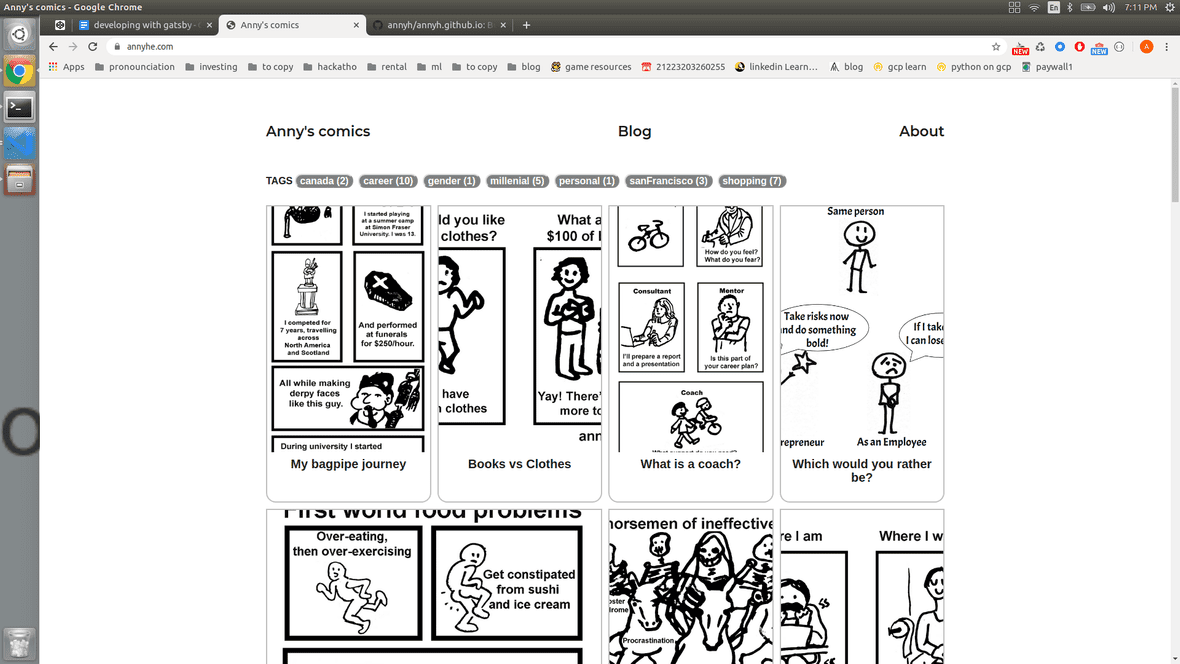 Anny's comics - Google Chrome
En
7:11 PM
developing with gatsby -
Anny's comics
annyh/annyh.github.io: B
annyhe.com
NEW
NEW
A
Apps
pronounciation
investing
to copy
hackatho
rental
ml
to copy
blog
game resources
21223203260255
linkedin Learn...
blog
gcp learn
python on gcp
paywall1
Anny's comics
Blog
About
TAGS
canada (2)
career (10)
gender (1)
millenial (5)
personal (1)
sanFrancisco (3)
shopping (7)
I started playing
at a summer camp
at Simon Fraser
University. I was 13.
I competed for
7 years, travelling
across
North America
and Scotland
And performed
at funerals
for $250/hour.
All while making
derpy faces
like this guy.
During university I started
My bagpipe journey
ld you like
clothes?
What a
$100 of
have
clothes
Yay! There'
more to
ann
Books vs Clothes
How do you feel?
What do you fear?
Consultant
I'll prepare a report
and a presentation
Mentor
Is this part of
your career plan?
Coach
What is a coach?
Same person
Take risks now
nd do something
bold!
If I take
I can lose
repreneur
As an Employee
Which would you rather
be?
First world food problems
Over-eating,
then over-exercising
Get constipated
from sushi
and ice cream
horsemen of ineffective
oster
drome
Procrastination
re I am
Where I w